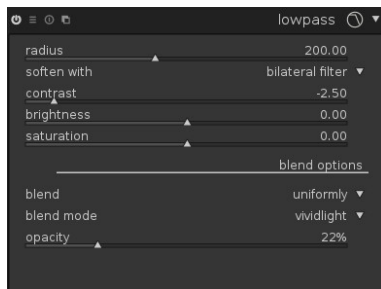 lowpass
radius 200.00
soften with bilateral filter
contrast -2.50
brightness 0.00
saturation 0.00
blend options
blend uniformly
blend mode vividlight
opacity 22%